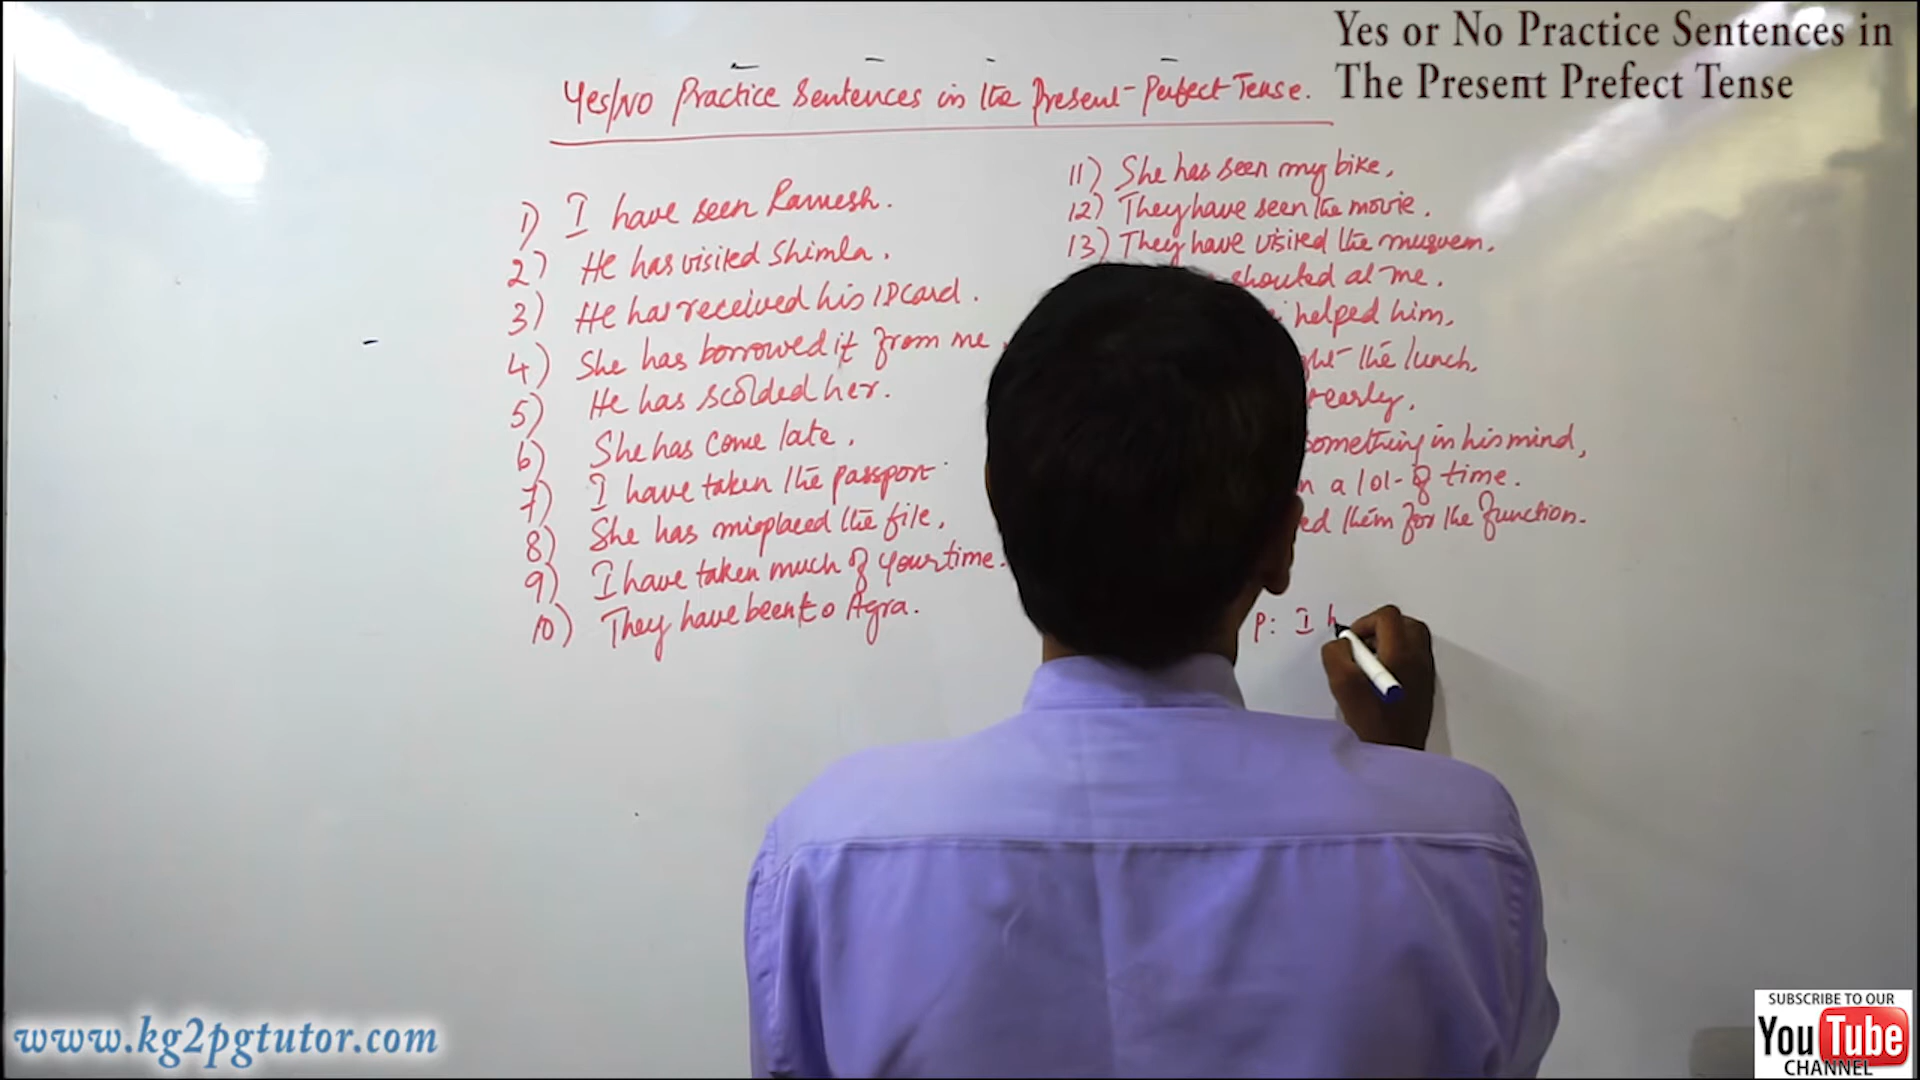 Yes or No Practice Sentences in
The Present Prefect Tense
Yes/No Practice Sentences in the Present-Perfect Tense.
1) I have seen Ramesh.
2) He has visited Shimla.
3) He has received his ID card.
4) She has borrowed it from me.
5) He has scolded her.
6) She has come late.
7) I have taken the passport.
8) She has misplaced the file.
9) I have taken much of your time.
10) They have been to Agra.
11) She has seen my bike.
12) They have seen the movie.
13) They have visited the musuem.
shouted at me.
helped him.
the lunch.
early.
something in his mind,
a lot of time.
them for the function.
P: I h
www.kg2pgtutor.com
SUBSCRIBE TO OUR
YouTube
CHANNEL